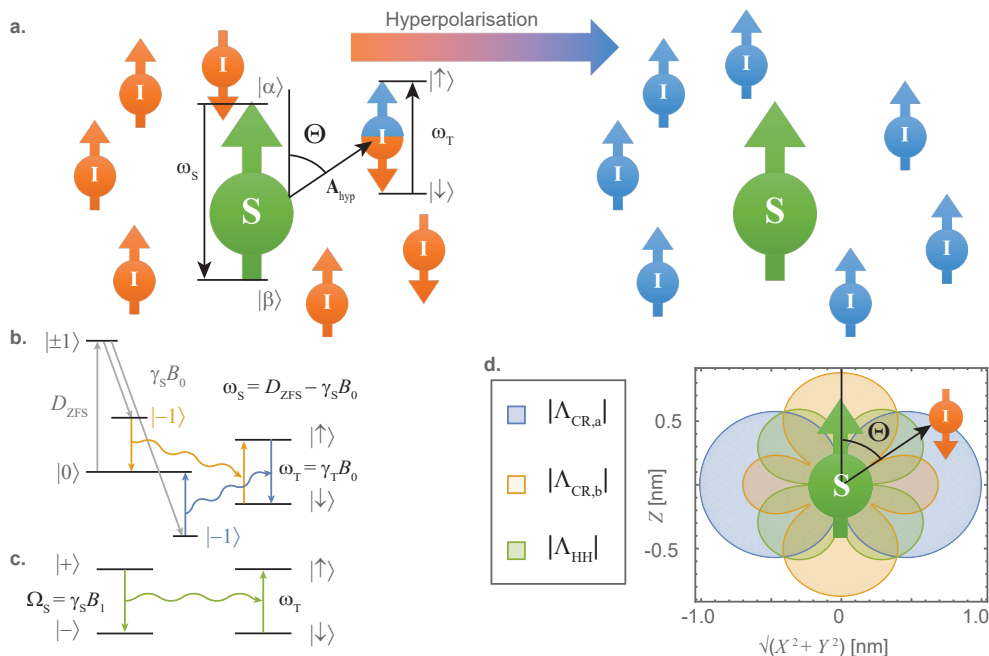 a.
Hyperpolarisation
I
I
I
I
I
I
I
I
|α⟩
Θ
|↑⟩
ω_S
ω_T
A_hyp
|↓⟩
S
|β⟩
I
I
I
I
I
I
I
S
b.
|±1⟩
γ_S B_0
ω_S = D_ZFS − γ_S B_0
D_ZFS
|−1⟩
|↑⟩
|0⟩
ω_T = γ_T B_0
|↓⟩
|−1⟩
c.
|+⟩
|↑⟩
Ω_S = γ_S B_1
ω_T
|−⟩
|↓⟩
d.
|Λ_CR,a|
|Λ_CR,b|
|Λ_HH|
Z [nm]
0.5
-0.5
Θ
I
S
-1.0
0
1.0
√(X² + Y²) [nm]